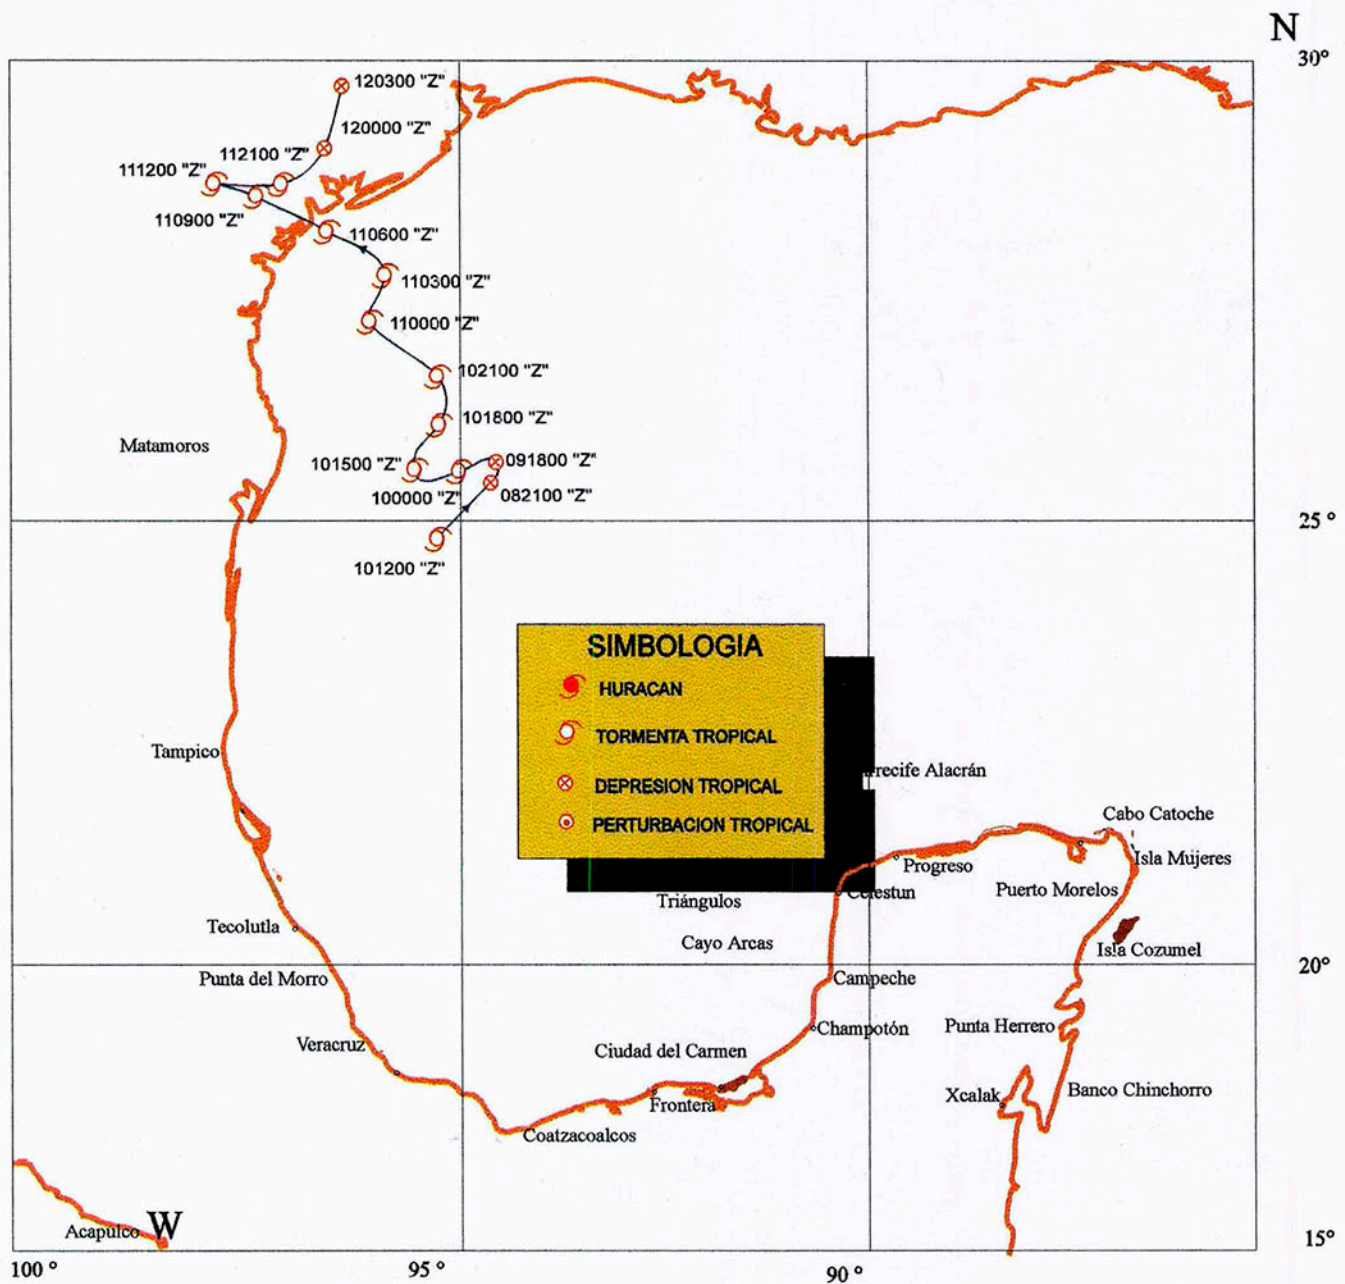 N
30°
120300 "Z"
120000 "Z"
112100 "Z"
111200 "Z"
110900 "Z"
110600 "Z"
110300 "Z"
110000 "Z"
102100 "Z"
101800 "Z"
Matamoros
101500 "Z"
091800 "Z"
100000 "Z"
082100 "Z"
25°
101200 "Z"
SIMBOLOGIA
HURACAN
TORMENTA TROPICAL
DEPRESION TROPICAL
PERTURBACION TROPICAL
Tampico
rrecife Alacrán
Cabo Catoche
Isla Mujeres
Progreso
Puerto Morelos
Celestun
Triángulos
Tecolutla
Cayo Arcas
Isla Cozumel
20°
Punta del Morro
Campeche
Champotón
Punta Herrero
Veracruz
Ciudad del Carmen
Banco Chinchorro
Xcalak
Frontera
Coatzacoalcos
Acapulco
W
15°
100°
95°
90°